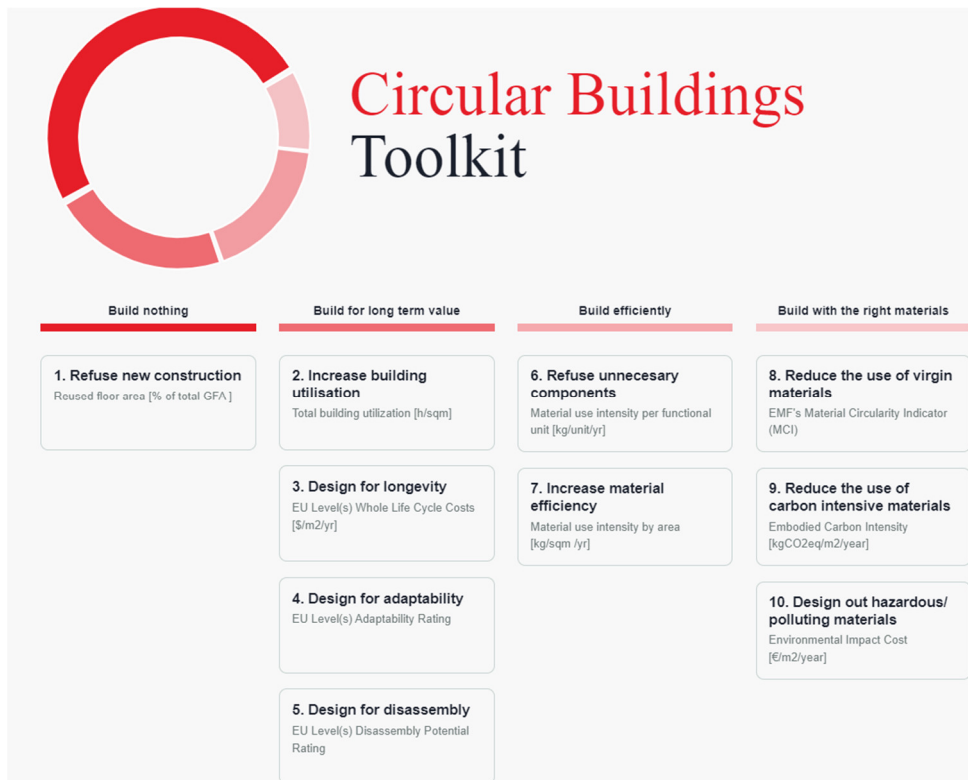 Circular Buildings
Toolkit
Build nothing
1. Refuse new construction
Reused floor area [% of total GFA ]
Build for long term value
2. Increase building
utilisation
Total building utilization [h/sqm]
3. Design for longevity
EU Level(s) Whole Life Cycle Costs
[$/m2/yr]
4. Design for adaptability
EU Level(s) Adaptability Rating
5. Design for disassembly
EU Level(s) Disassembly Potential
Rating
Build efficiently
6. Refuse unnecesary
components
Material use intensity per functional
unit [kg/unit/yr]
7. Increase material
efficiency
Material use intensity by area
[kg/sqm /yr]
Build with the right materials
8. Reduce the use of virgin
materials
EMF's Material Circularity Indicator
(MCI)
9. Reduce the use of
carbon intensive materials
Embodied Carbon Intensity
[kgCO2eq/m2/year]
10. Design out hazardous/
polluting materials
Environmental Impact Cost
[€/m2/year]